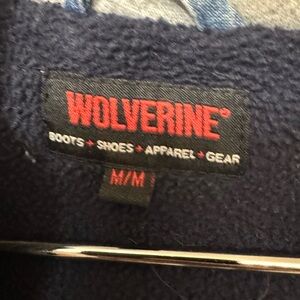 WOLVERINE®
BOOTS + SHOES + APPAREL + GEAR
M/M